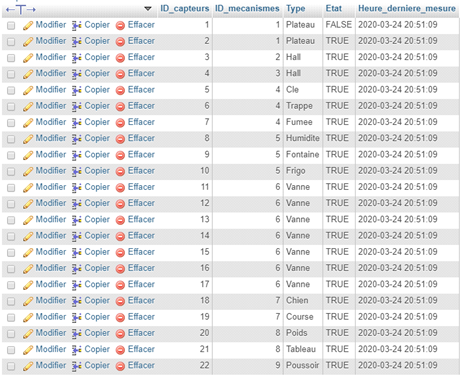 ←T→ ID_capteurs ID_mecanismes Type Etat Heure_derniere_mesure
Modifier Copier Effacer 1 1 Plateau FALSE 2020-03-24 20:51:09
Modifier Copier Effacer 2 1 Plateau TRUE 2020-03-24 20:51:09
Modifier Copier Effacer 3 2 Hall TRUE 2020-03-24 20:51:09
Modifier Copier Effacer 4 3 Hall TRUE 2020-03-24 20:51:09
Modifier Copier Effacer 5 4 Cle TRUE 2020-03-24 20:51:09
Modifier Copier Effacer 6 4 Trappe TRUE 2020-03-24 20:51:09
Modifier Copier Effacer 7 4 Fumee TRUE 2020-03-24 20:51:09
Modifier Copier Effacer 8 5 Humidite TRUE 2020-03-24 20:51:09
Modifier Copier Effacer 9 5 Fontaine TRUE 2020-03-24 20:51:09
Modifier Copier Effacer 10 5 Frigo TRUE 2020-03-24 20:51:09
Modifier Copier Effacer 11 6 Vanne TRUE 2020-03-24 20:51:09
Modifier Copier Effacer 12 6 Vanne TRUE 2020-03-24 20:51:09
Modifier Copier Effacer 13 6 Vanne TRUE 2020-03-24 20:51:09
Modifier Copier Effacer 14 6 Vanne TRUE 2020-03-24 20:51:09
Modifier Copier Effacer 15 6 Vanne TRUE 2020-03-24 20:51:09
Modifier Copier Effacer 16 6 Vanne TRUE 2020-03-24 20:51:09
Modifier Copier Effacer 17 6 Vanne TRUE 2020-03-24 20:51:09
Modifier Copier Effacer 18 7 Chien TRUE 2020-03-24 20:51:09
Modifier Copier Effacer 19 7 Course TRUE 2020-03-24 20:51:09
Modifier Copier Effacer 20 8 Poids TRUE 2020-03-24 20:51:09
Modifier Copier Effacer 21 8 Tableau TRUE 2020-03-24 20:51:09
Modifier Copier Effacer 22 9 Poussoir TRUE 2020-03-24 20:51:09